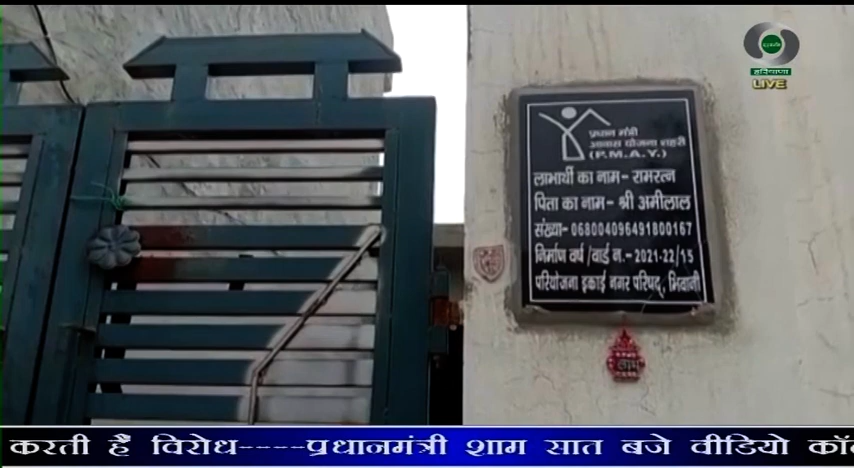 हरियाणा
LIVE
प्रधान मंत्री
आवास योजना शहरी
(P.M.A.Y.)
लाभार्थी का नाम- रामरत्न
पिता का नाम- श्री अमीलाल
संख्या- 068004096491800167
निर्माण वर्ष /वार्ड न.- 2021-22/15
परियोजना इकाई नगर परिषद्, भिवानी
लाभ
करती हैं विरोध----प्रधानमंत्री शाम सात बजे वीडियो कॉ